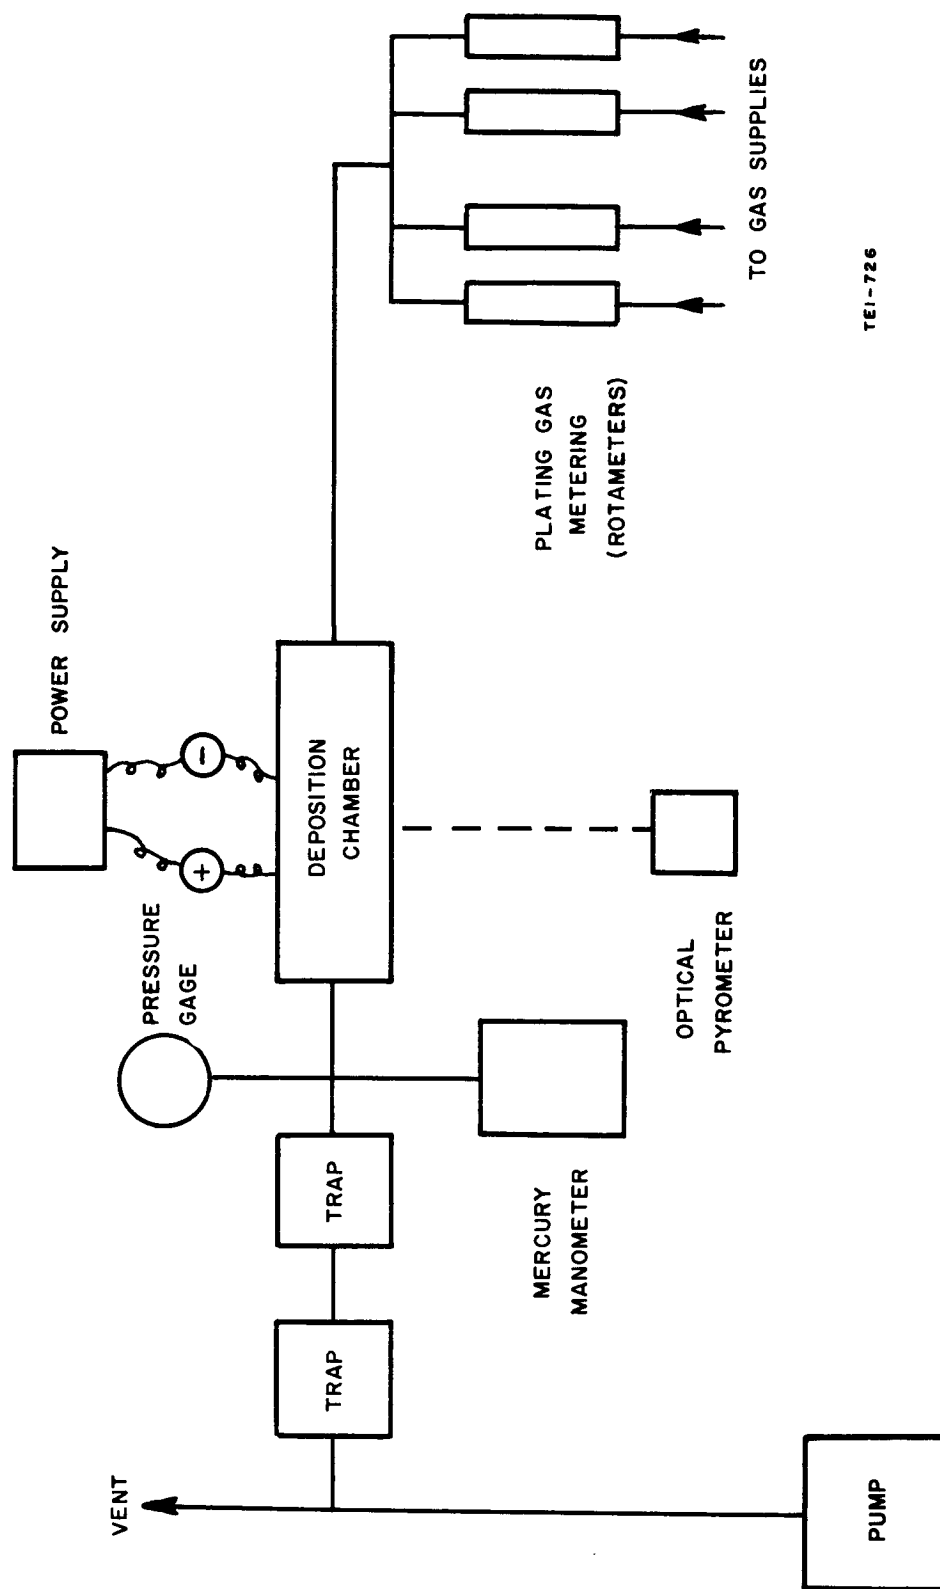 VENT
PUMP
TRAP
TRAP
PRESSURE
GAGE
MERCURY
MANOMETER
POWER SUPPLY
+
-
DEPOSITION
CHAMBER
OPTICAL
PYROMETER
PLATING GAS
METERING
(ROTAMETERS)
TO GAS SUPPLIES
TEI-726